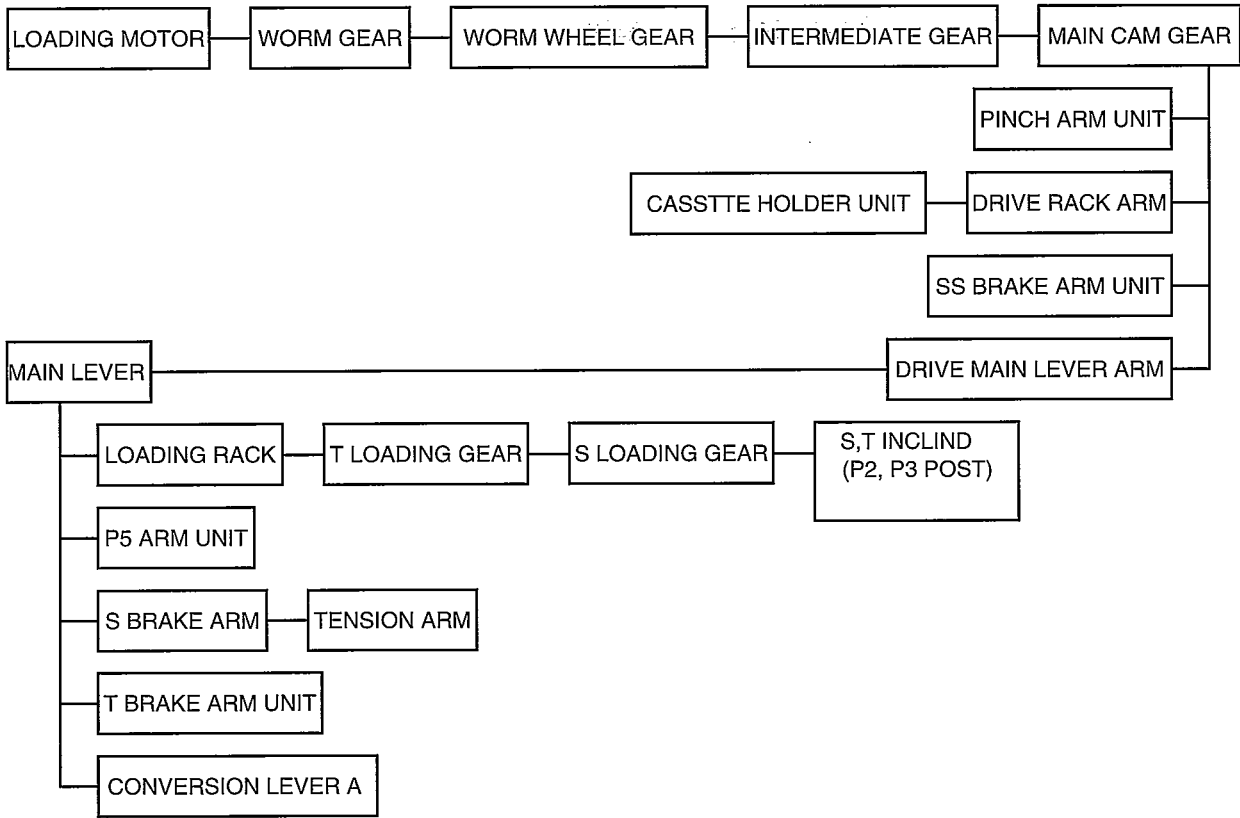 LOADING MOTOR
WORM GEAR
WORM WHEEL GEAR
INTERMEDIATE GEAR
MAIN CAM GEAR
PINCH ARM UNIT
CASSTTE HOLDER UNIT
DRIVE RACK ARM
SS BRAKE ARM UNIT
MAIN LEVER
DRIVE MAIN LEVER ARM
LOADING RACK
T LOADING GEAR
S LOADING GEAR
S,T INCLIND
(P2, P3 POST)
P5 ARM UNIT
S BRAKE ARM
TENSION ARM
T BRAKE ARM UNIT
CONVERSION LEVER A